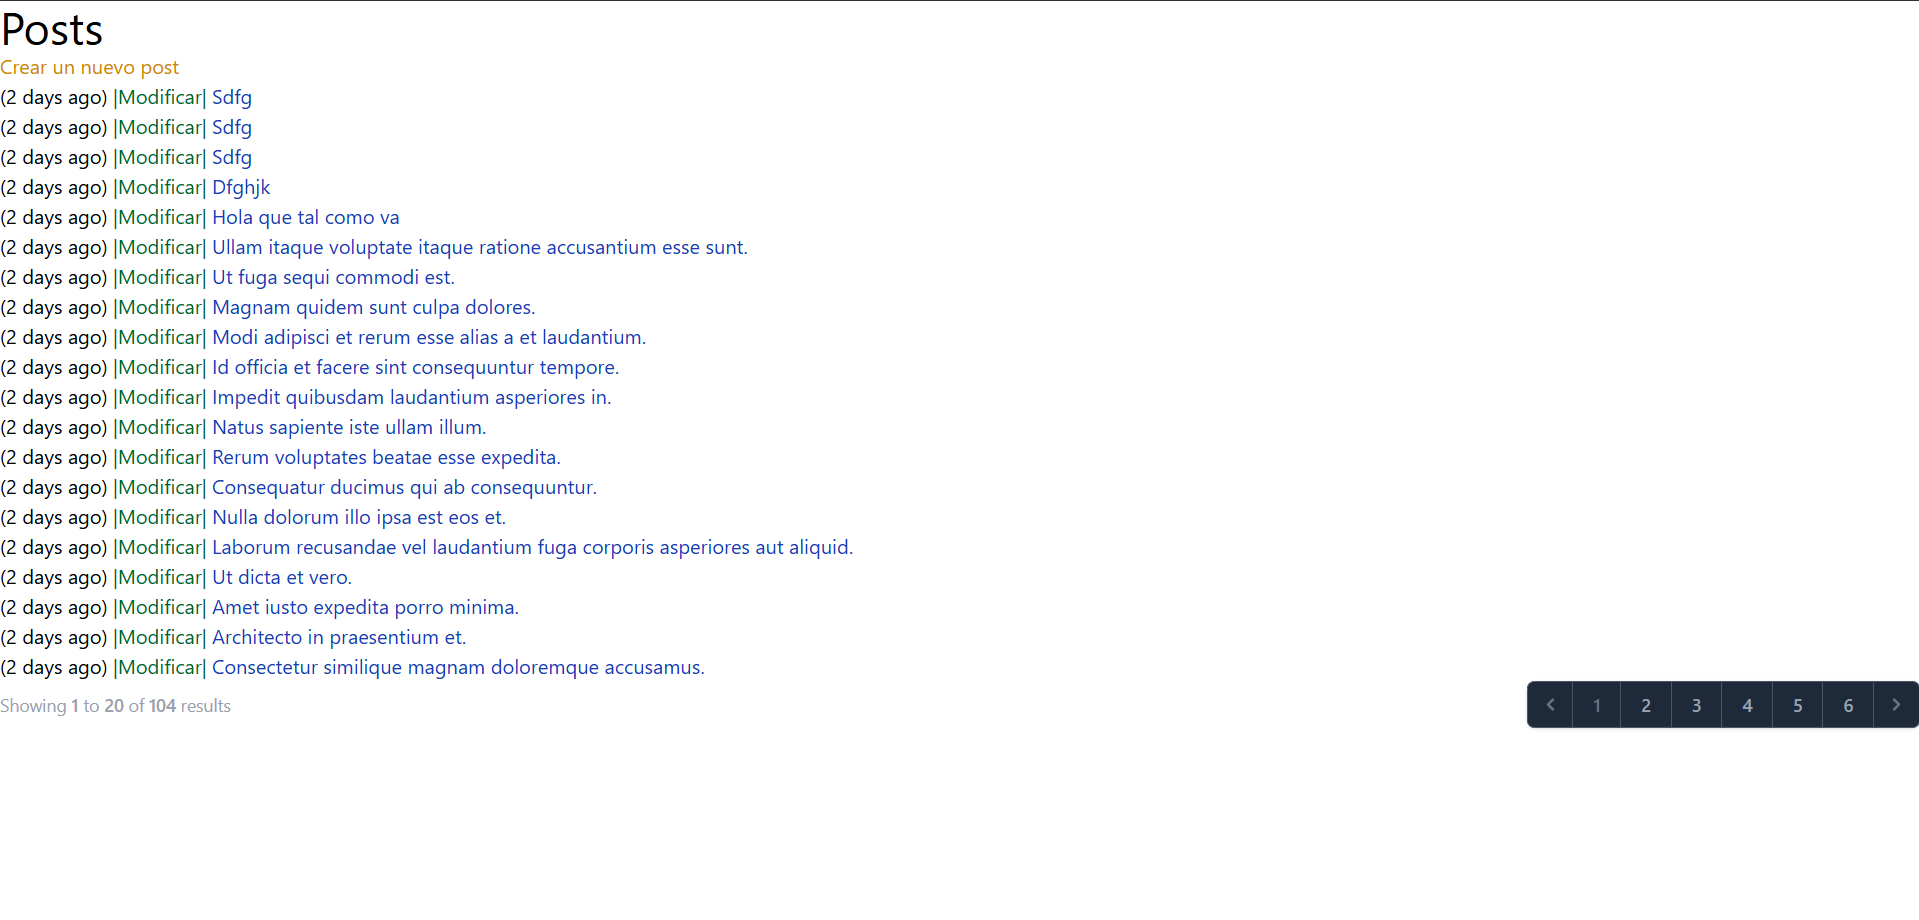 Posts
Crear un nuevo post
(2 days ago) |Modificar| Sdfg
(2 days ago) |Modificar| Sdfg
(2 days ago) |Modificar| Sdfg
(2 days ago) |Modificar| Dfghjk
(2 days ago) |Modificar| Hola que tal como va
(2 days ago) |Modificar| Ullam itaque voluptate itaque ratione accusantium esse sunt.
(2 days ago) |Modificar| Ut fuga sequi commodi est.
(2 days ago) |Modificar| Magnam quidem sunt culpa dolores.
(2 days ago) |Modificar| Modi adipisci et rerum esse alias a et laudantium.
(2 days ago) |Modificar| Id officia et facere sint consequuntur tempore.
(2 days ago) |Modificar| Impedit quibusdam laudantium asperiores in.
(2 days ago) |Modificar| Natus sapiente iste ullam illum.
(2 days ago) |Modificar| Rerum voluptates beatae esse expedita.
(2 days ago) |Modificar| Consequatur ducimus qui ab consequuntur.
(2 days ago) |Modificar| Nulla dolorum illo ipsa est eos et.
(2 days ago) |Modificar| Laborum recusandae vel laudantium fuga corporis asperiores aut aliquid.
(2 days ago) |Modificar| Ut dicta et vero.
(2 days ago) |Modificar| Amet iusto expedita porro minima.
(2 days ago) |Modificar| Architecto in praesentium et.
(2 days ago) |Modificar| Consectetur similique magnam doloremque accusamus.
Showing 1 to 20 of 104 results
1 2 3 4 5 6